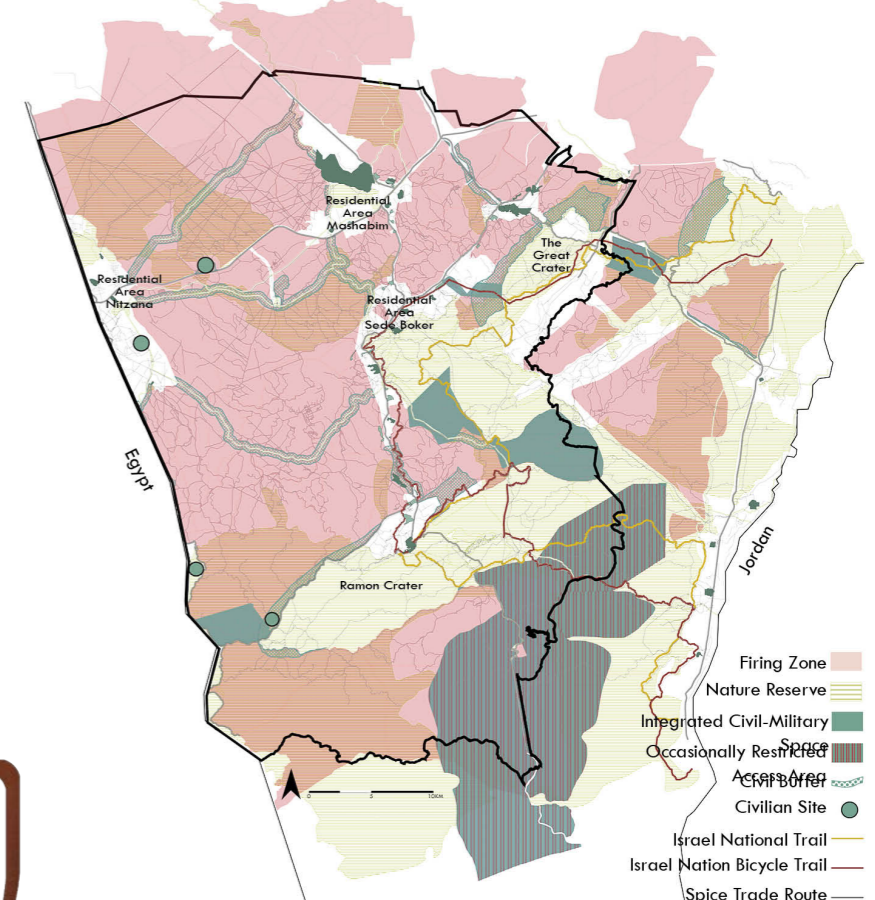 Residential
Area
Mashabim
The
Great
Crater
Residential
Area
Nitzana
Residential
Area
Sede Boker
Egypt
Jordan
Ramon Crater
0 5 10KM
Firing Zone
Nature Reserve
Integrated Civil-Military
Space
Occasionally Restricted
Access Area
Civil Buffer
Civilian Site
Israel National Trail
Israel Nation Bicycle Trail
Spice Trade Route